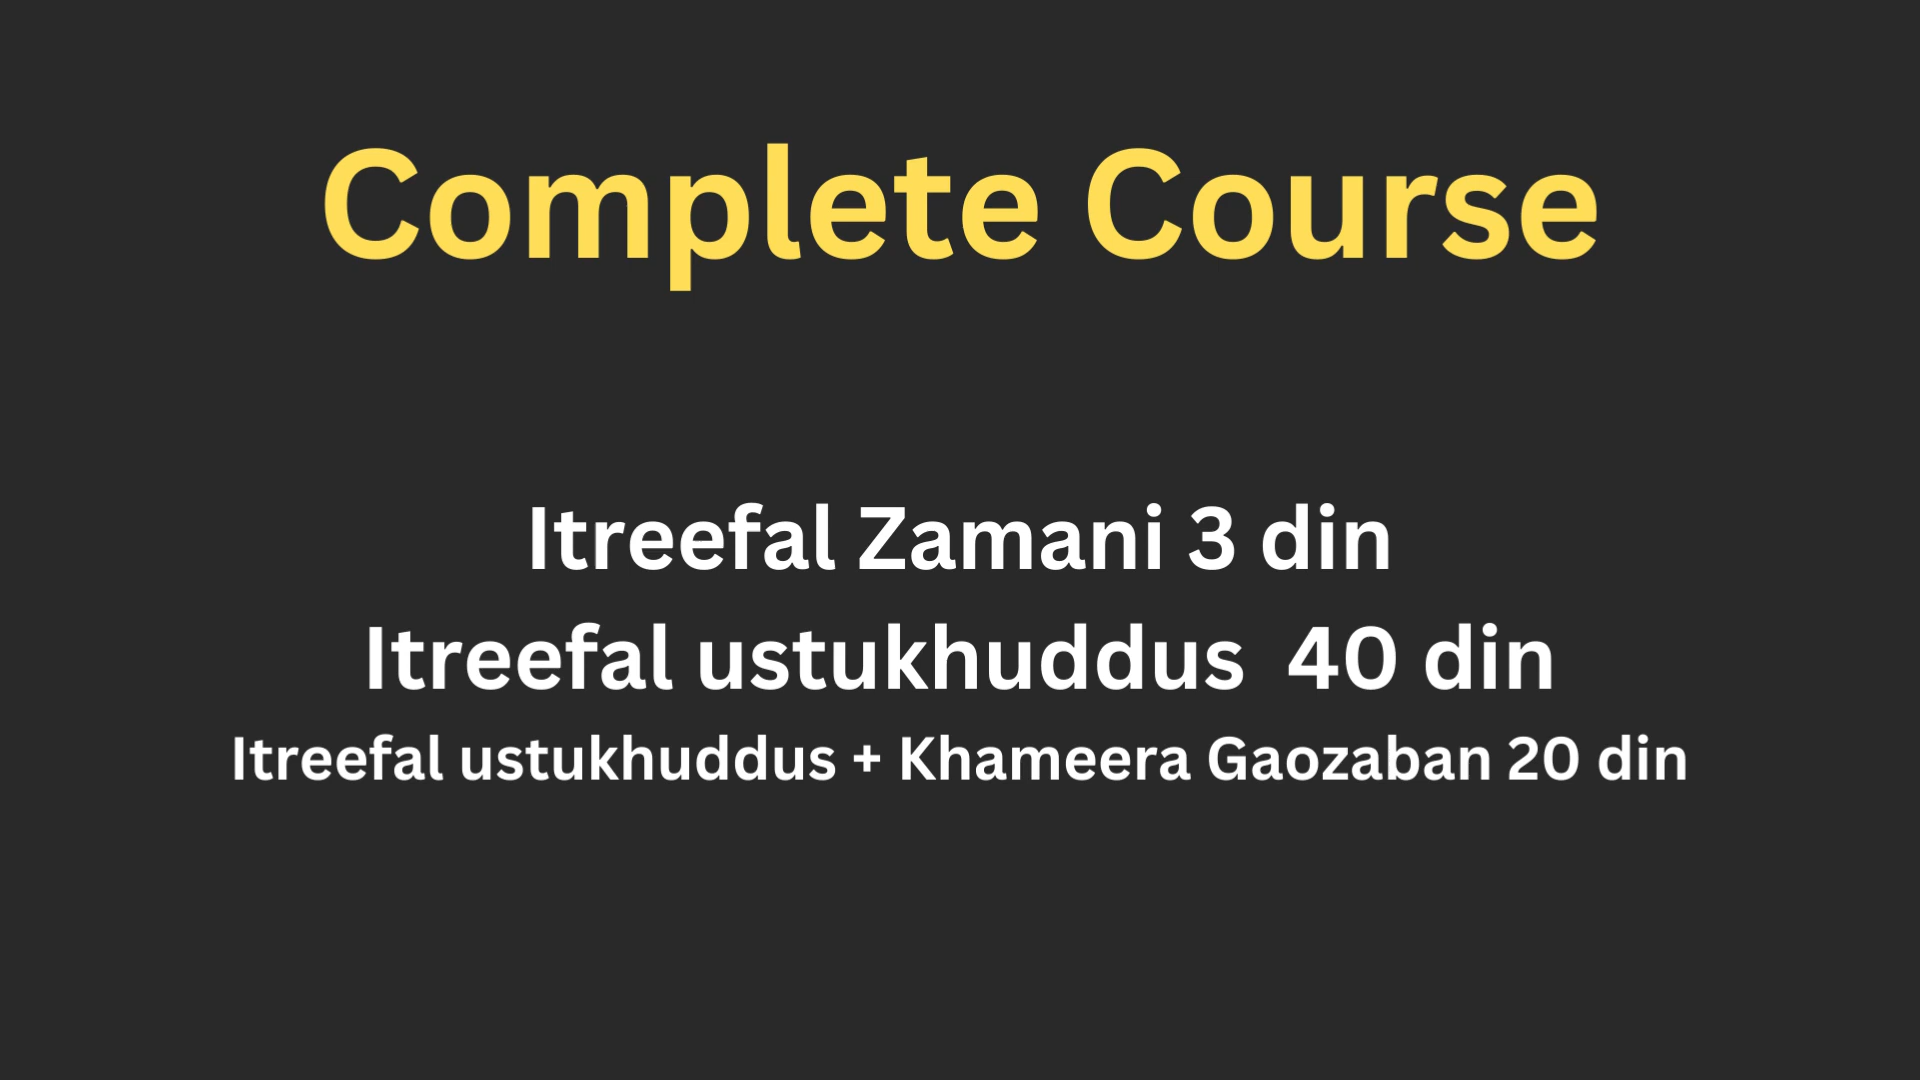 Complete Course
Itreefal Zamani 3 din
Itreefal ustukhuddus 40 din
Itreefal ustukhuddus + Khameera Gaozaban 20 din